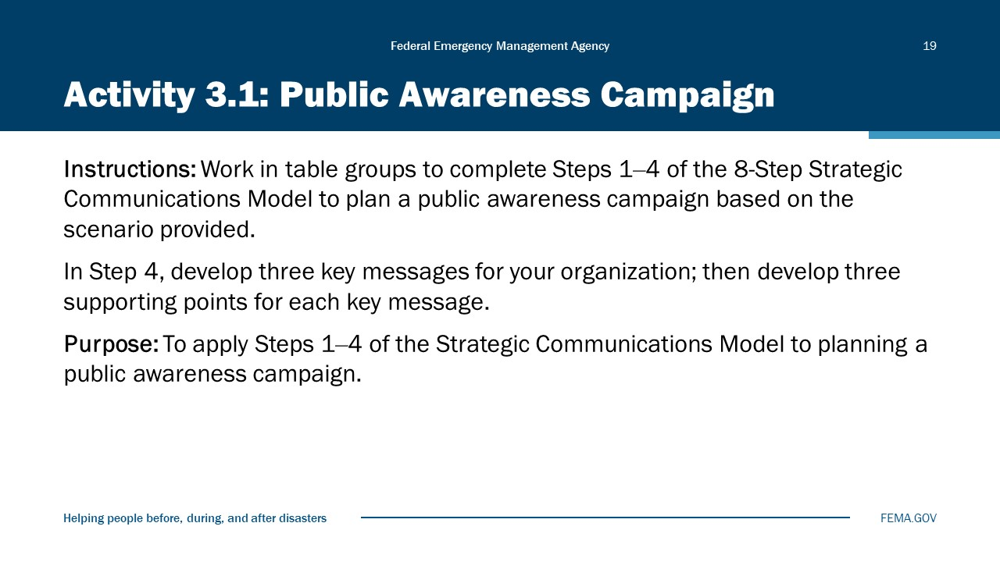 Federal Emergency Management Agency
19
Activity 3.1: Public Awareness Campaign
Instructions: Work in table groups to complete Steps 1–4 of the 8-Step Strategic
Communications Model to plan a public awareness campaign based on the
scenario provided.
In Step 4, develop three key messages for your organization; then develop three
supporting points for each key message.
Purpose: To apply Steps 1–4 of the Strategic Communications Model to planning a
public awareness campaign.
Helping people before, during, and after disasters
FEMA.GOV